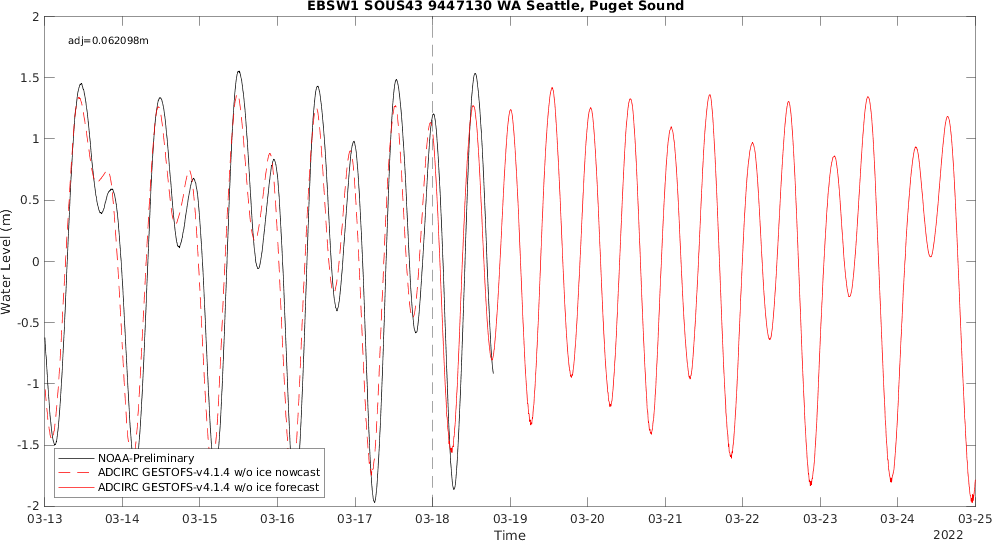 EBSW1 SOUS43 9447130 WA Seattle, Puget Sound
adj=0.062098m
2
1.5
1
0.5
0
-0.5
-1
-1.5
-2
Water Level (m)
NOAA-Preliminary
ADCIRC GESTOFS-v4.1.4 w/o ice nowcast
ADCIRC GESTOFS-v4.1.4 w/o ice forecast
03-13 03-14 03-15 03-16 03-17 03-18 03-19 03-20 03-21 03-22 03-23 03-24 03-25
Time
2022